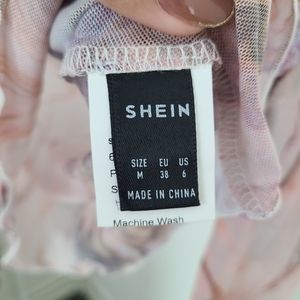 SHEIN
SIZE EU US
M 38 6
MADE IN CHINA
Machine Wash